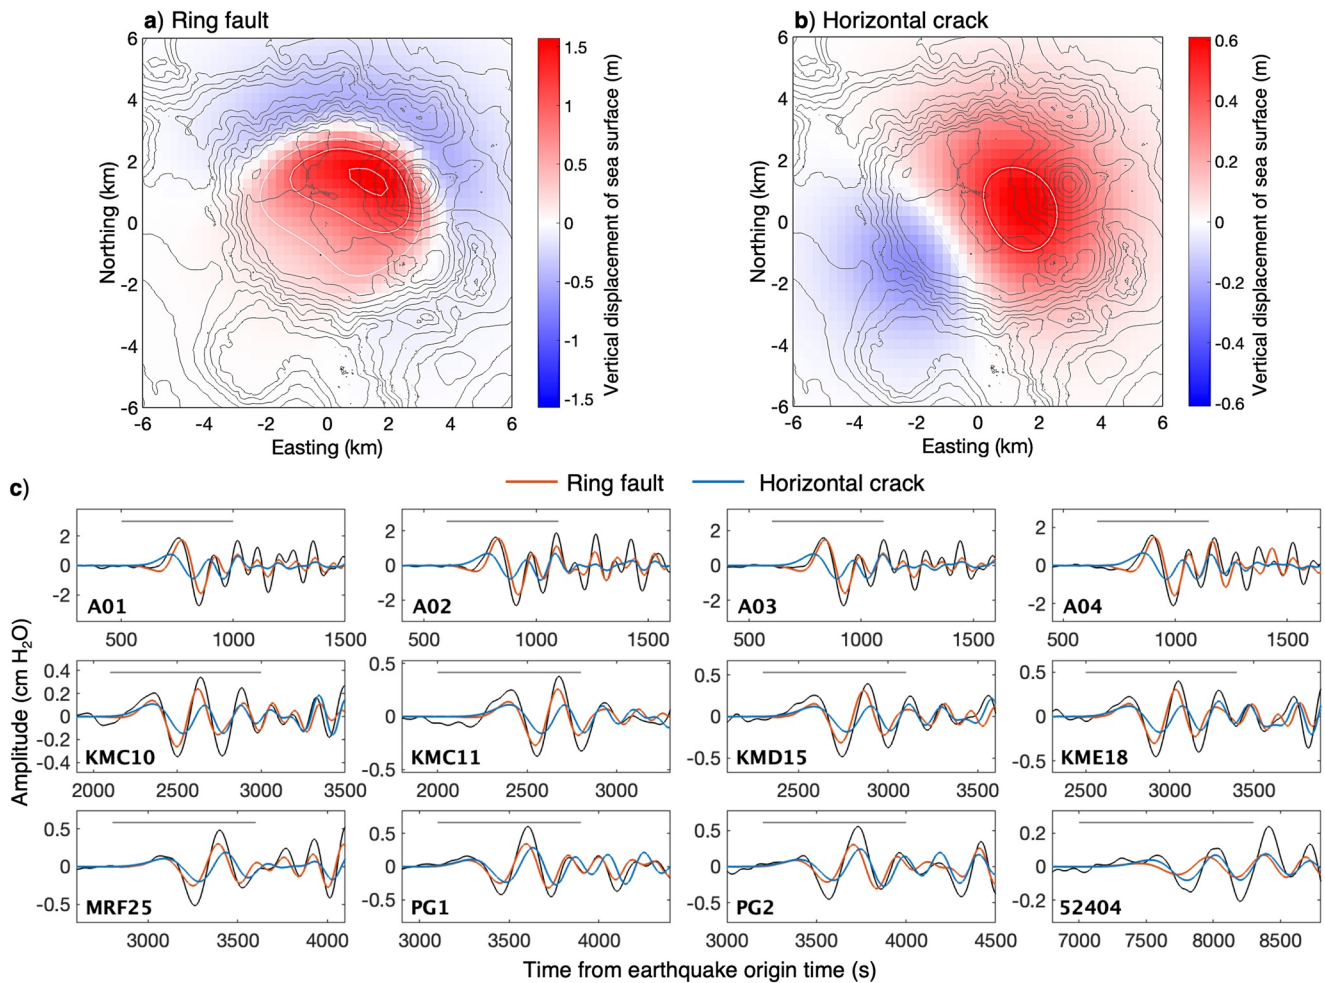 a) Ring fault
b) Horizontal crack
6
4
2
0
-2
-4
-6
-6 -4 -2 0 2 4 6
Northing (km)
Easting (km)
1.5
1
0.5
0
-0.5
-1
-1.5
Vertical displacement of sea surface (m)
6
4
2
0
-2
-4
-6
-6 -4 -2 0 2 4 6
Northing (km)
Easting (km)
0.6
0.4
0.2
0
-0.2
-0.4
-0.6
Vertical displacement of sea surface (m)
c)
Ring fault Horizontal crack
Amplitude (cm H2O)
2
0
-2
A01
500 1000 1500
2
0
-2
A02
500 1000 1500
2
0
-2
A03
500 1000 1500
2
0
-2
A04
500 1000 1500
0.4
0.2
0
-0.2
-0.4
KMC10
2000 2500 3000 3500
0.5
0
-0.5
KMC11
2000 2500 3000
0.5
0
-0.5
KMD15
2500 3000 3500
0.5
0
-0.5
KME18
2500 3000 3500
0.5
0
-0.5
MRF25
3000 3500 4000
0.5
0
-0.5
PG1
3000 3500 4000
0.5
0
-0.5
PG2
3000 3500 4000 4500
0.2
0
-0.2
52404
7000 7500 8000 8500
Time from earthquake origin time (s)